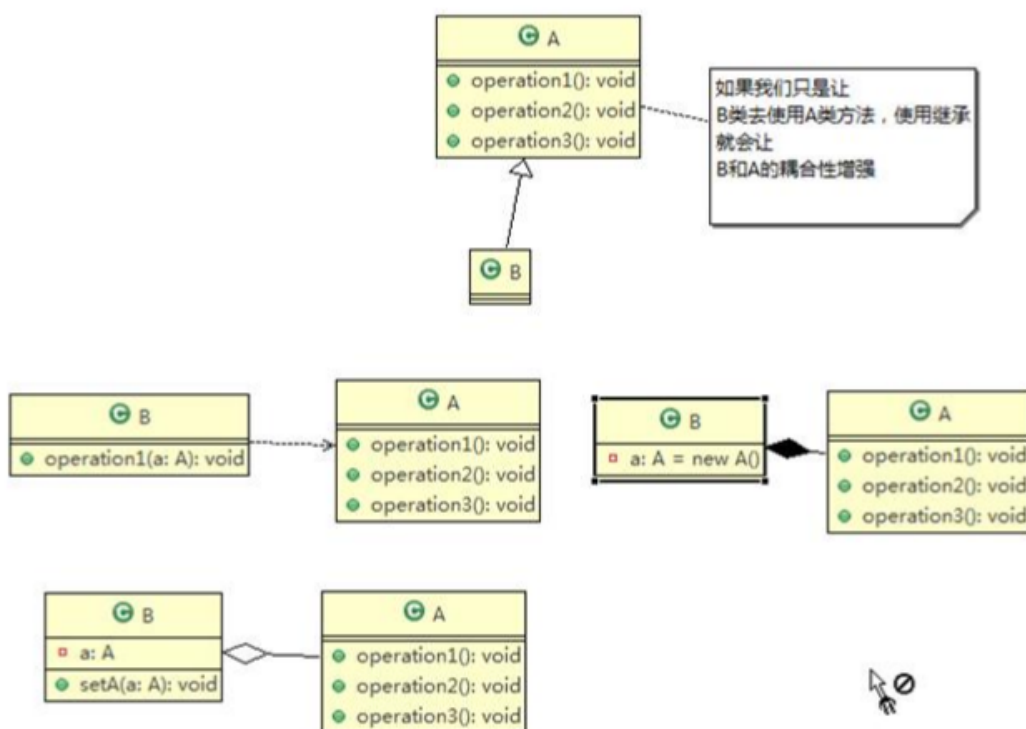 A
operation1(): void
operation2(): void
operation3(): void
如果我们只是让
B类去使用A类方法，使用继承
就会让
B和A的耦合性增强
B
B
operation1(a: A): void
A
operation1(): void
operation2(): void
operation3(): void
B
a: A = new A()
A
operation1(): void
operation2(): void
operation3(): void
B
a: A
setA(a: A): void
A
operation1(): void
operation2(): void
operation3(): void